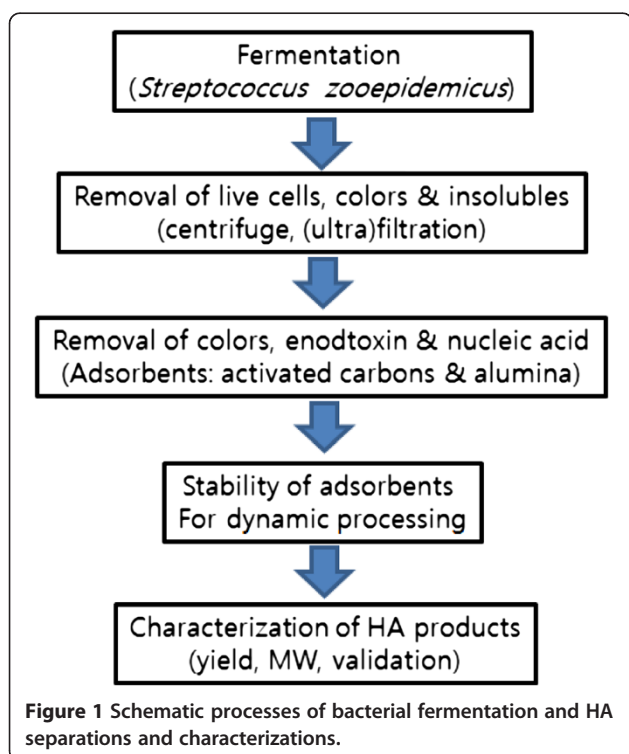 Fermentation
(Streptococcus zooepidemicus)
Removal of live cells, colors & insolubles
(centrifuge, (ultra)filtration)
Removal of colors, enodtoxin & nucleic acid
(Adsorbents: activated carbons & alumina)
Stability of adsorbents
For dynamic processing
Characterization of HA products
(yield, MW, validation)
Figure 1 Schematic processes of bacterial fermentation and HA
separations and characterizations.